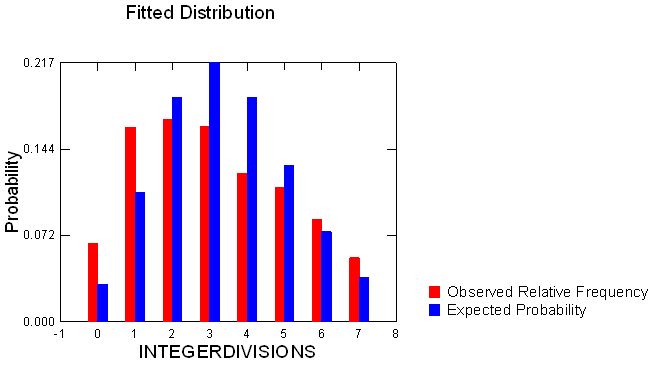 Fitted Distribution
0.217
0.144
0.072
0.000
Probability
-1 0 1 2 3 4 5 6 7 8
INTEGERDIVISIONS
Observed Relative Frequency
Expected Probability